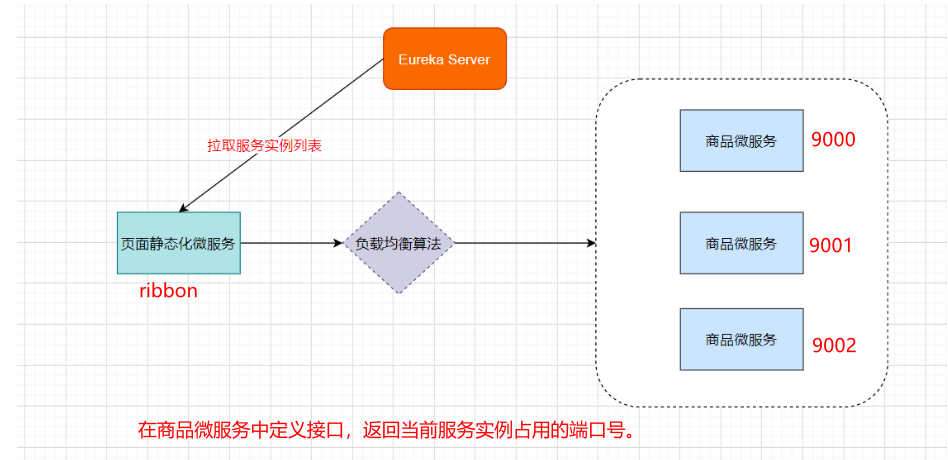 Eureka Server
拉取服务实例列表
商品微服务
9000
页面静态化微服务
负载均衡算法
商品微服务
9001
ribbon
商品微服务
9002
在商品微服务中定义接口，返回当前服务实例占用的端口号。